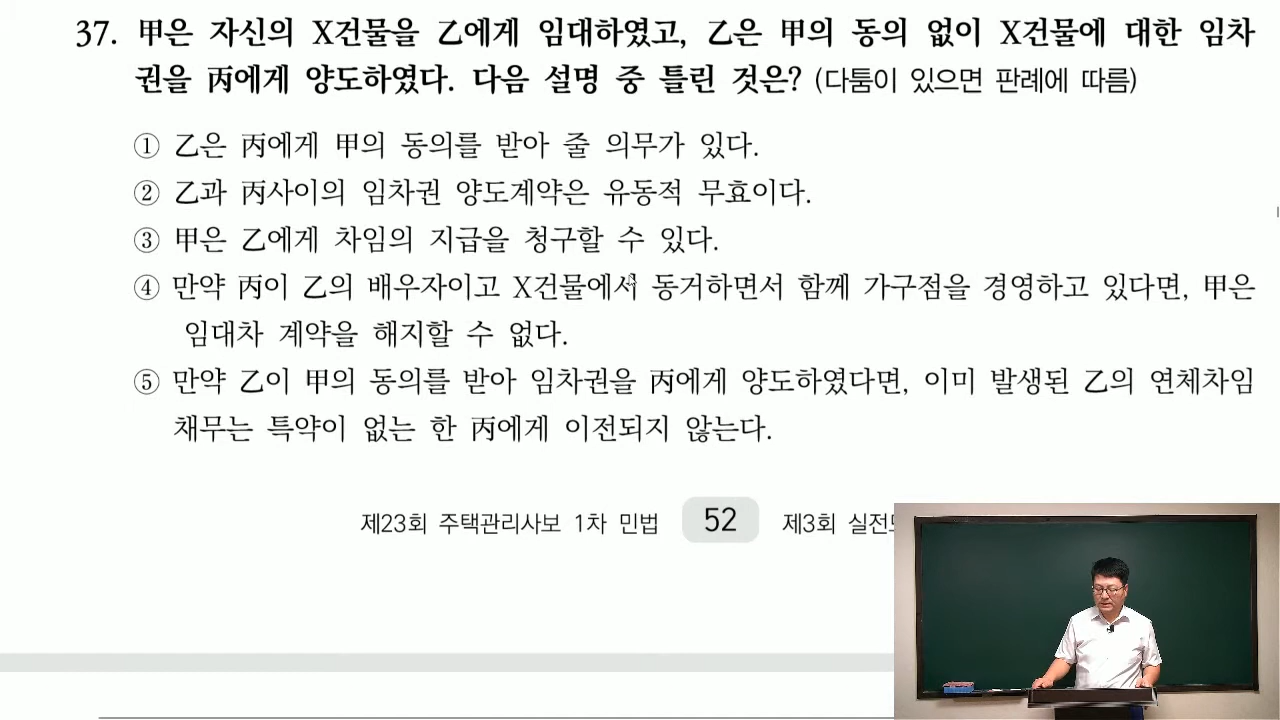 37. 甲은 자신의 X건물을 乙에게 임대하였고, 乙은 甲의 동의 없이 X건물에 대한 임차
권을 丙에게 양도하였다. 다음 설명 중 틀린 것은? (다툼이 있으면 판례에 따름)
① 乙은 丙에게 甲의 동의를 받아 줄 의무가 있다.
② 乙과 丙사이의 임차권 양도계약은 유동적 무효이다.
③ 甲은 乙에게 차임의 지급을 청구할 수 있다.
④ 만약 丙이 乙의 배우자이고 X건물에서 동거하면서 함께 가구점을 경영하고 있다면, 甲은
임대차 계약을 해지할 수 없다.
⑤ 만약 乙이 甲의 동의를 받아 임차권을 丙에게 양도하였다면, 이미 발생된 乙의 연체차임
채무는 특약이 없는 한 丙에게 이전되지 않는다.
제23회 주택관리사보 1차 민법 52 제3회 실전